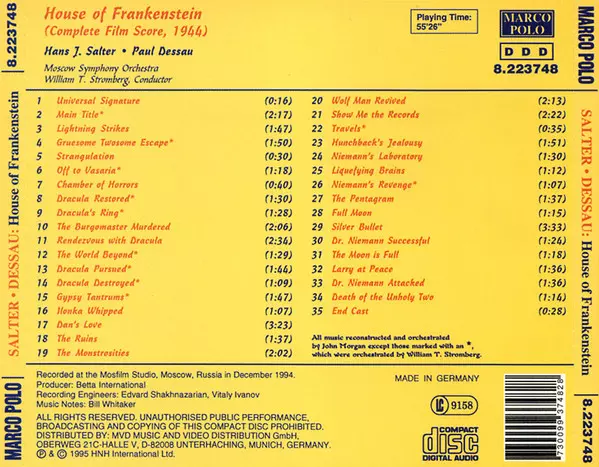 8.223748
SALTER • DESSAU: House of Frankenstein
MARCO POLO
House of Frankenstein
(Complete Film Score, 1944)
Hans J. Salter • Paul Dessau
Moscow Symphony Orchestra
William T. Stromberg, Conductor
Playing Time:
55'26"
MARCO
POLO
D D D
8.223748
1 Universal Signature (0:16)
2 Main Title* (2:17)
3 Lightning Strikes (1:47)
4 Gruesome Twosome Escape* (1:50)
5 Strangulation (0:30)
6 Off to Vasaria* (1:18)
7 Chamber of Horrors (0:40)
8 Dracula Restored* (1:30)
9 Dracula's Ring* (1:28)
10 The Burgomaster Murdered (2:06)
11 Rendezvous with Dracula (2:34)
12 The World Beyond* (1:29)
13 Dracula Pursued* (1:44)
14 Dracula Destroyed* (1:09)
15 Gypsy Tantrums* (1:47)
16 Ilonka Whipped (1:07)
17 Dan's Love (3:23)
18 The Ruins (1:37)
19 The Monstrosities (2:02)
20 Wolf Man Revived (2:13)
21 Show Me the Records (2:22)
22 Travels* (0:35)
23 Hunchback's Jealousy (1:51)
24 Niemann's Laboratory (1:30)
25 Liquefying Brains (1:12)
26 Niemann's Revenge* (1:07)
27 The Pentagram (1:37)
28 Full Moon (1:15)
29 Silver Bullet (3:33)
30 Dr. Niemann Successful (1:24)
31 The Moon is Full (1:18)
32 Larry at Peace (1:36)
33 Dr. Niemann Attacked (1:36)
34 Death of the Unholy Two (1:14)
35 End Cast (0:28)
All music reconstructed and orchestrated
by John Morgan except those marked with an *,
which were orchestrated by William T. Stromberg.
Recorded at the Mosfilm Studio, Moscow, Russia in December 1994.
Producer: Betta International
Recording Engineers: Edvard Shakhnazarian, Vitaly Ivanov
Music Notes: Bill Whitaker
ALL RIGHTS RESERVED. UNAUTHORISED PUBLIC PERFORMANCE,
BROADCASTING AND COPYING OF THIS COMPACT DISC PROHIBITED.
DISTRIBUTED BY: MVD MUSIC AND VIDEO DISTRIBUTION GmbH,
OBERWEG 21C-HALLE V, D-82008 UNTERHACHING, MUNICH, GERMANY.
℗ & © 1995 HNH International Ltd.
MADE IN GERMANY
LC 9158
COMPACT
disc
DIGITAL AUDIO
730099374828
MARCO POLO
SALTER • DESSAU: House of Frankenstein
8.223748